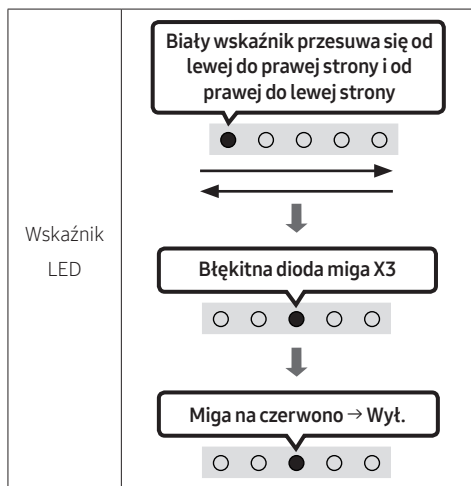 Biały wskaźnik przesuwa się od
lewej do prawej strony i od
prawej do lewej strony
Wskaźnik
LED
Błękitna dioda miga X3
Miga na czerwono → Wył.